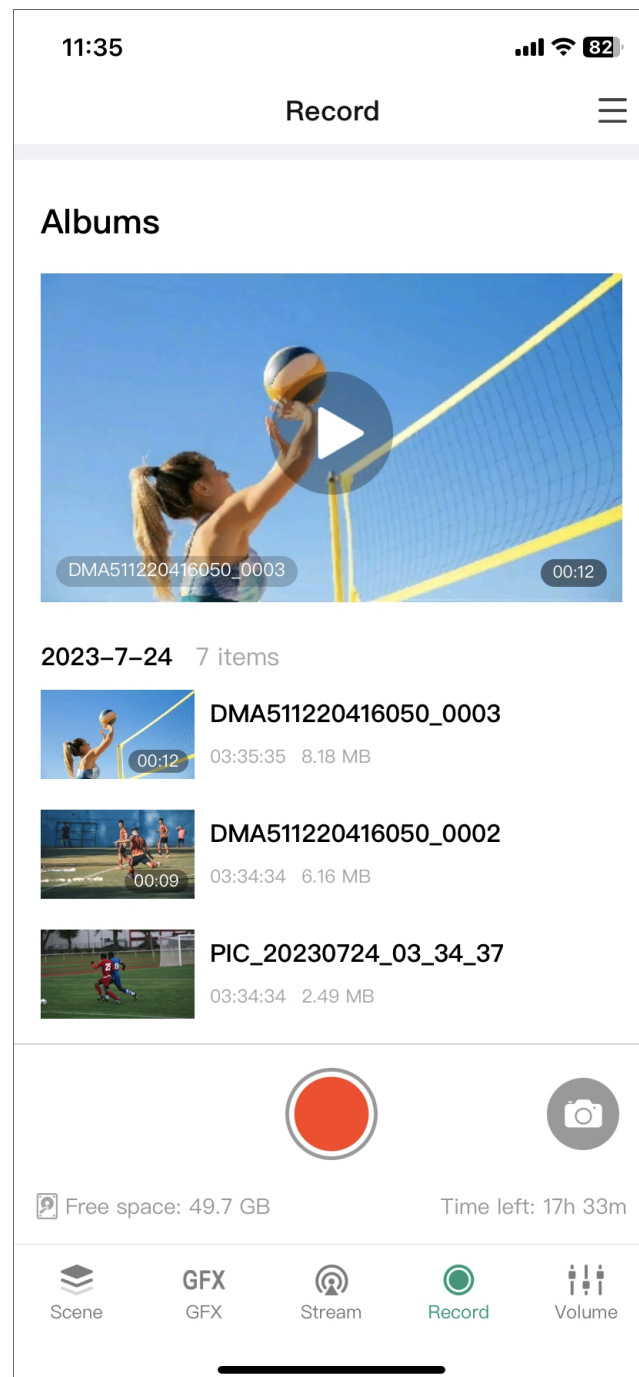 11:35
82
Record
Albums
DMA511220416050_0003
00:12
2023-7-24 7 items
DMA511220416050_0003
00:12
03:35:35 8.18 MB
DMA511220416050_0002
00:09
03:34:34 6.16 MB
PIC_20230724_03_34_37
03:34:34 2.49 MB
Free space: 49.7 GB
Time left: 17h 33m
GFX
Scene
GFX
Stream
Record
Volume